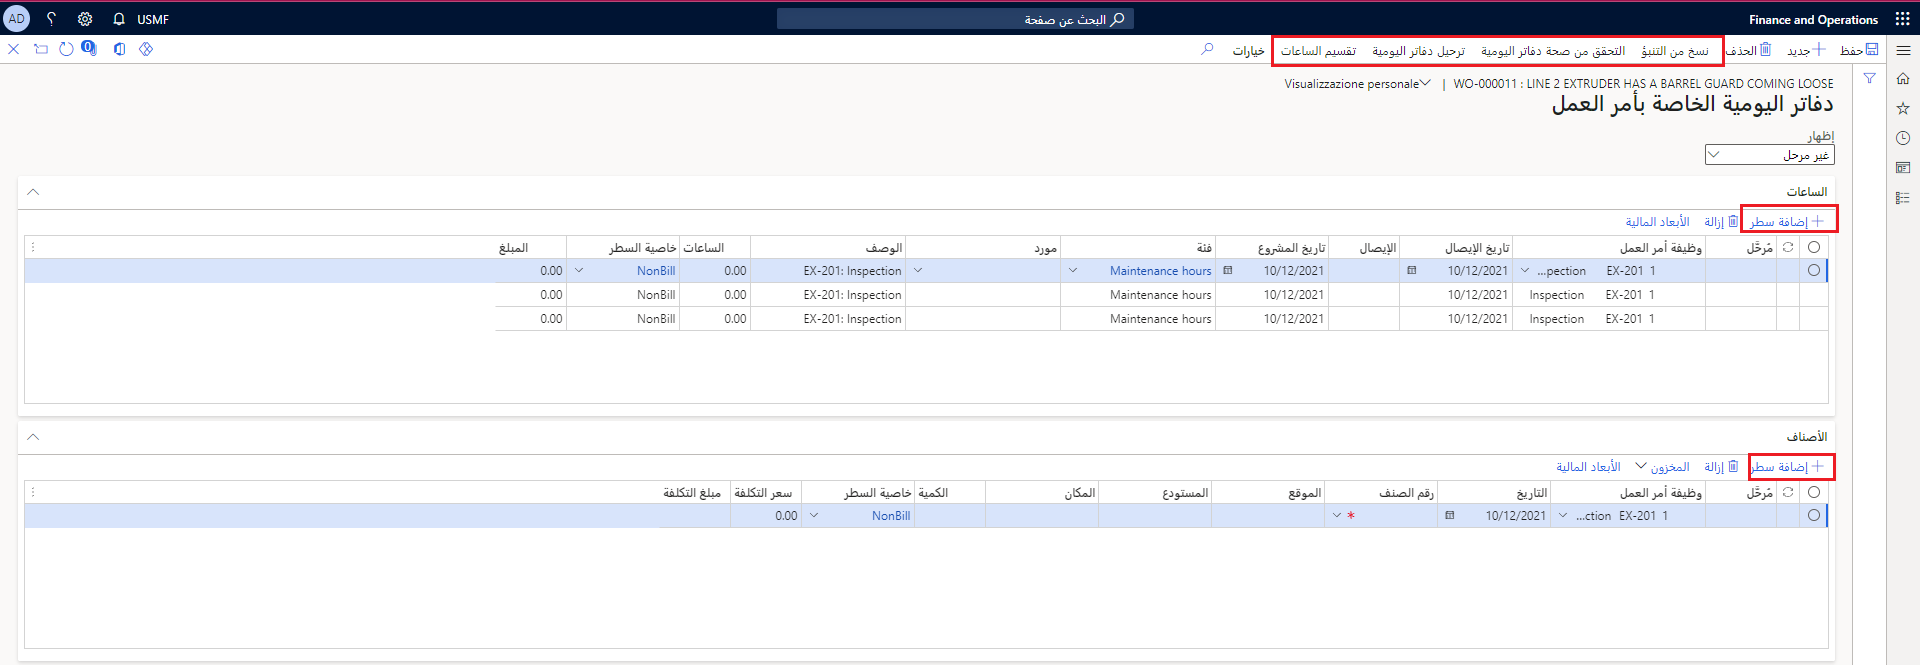 Finance and Operations
البحث عن صفحة
USMF
؟
AD
حفظ
جديد
الحذف
نسخ من التنبؤ
التحقق من صحة دفاتر اليومية
ترحيل دفاتر اليومية
تقسيم الساعات
خيارات
0
WO-000011 : LINE 2 EXTRUDER HAS A BARREL GUARD COMING LOOSE | Visualizzazione personale
دفاتر اليومية الخاصة بأمر العمل
إظهار
غير مرحل
الساعات
إضافة سطر إزالة الأبعاد المالية
مُرحَّل وظيفة أمر العمل تاريخ الإيصال الإيصال تاريخ المشروع فئة مورد الوصف الساعات خاصية السطر المبلغ
1 EX-201 ...pection 10/12/2021 10/12/2021 Maintenance hours EX-201: Inspection 0.00 NonBill 0.00
1 EX-201 Inspection 10/12/2021 10/12/2021 Maintenance hours EX-201: Inspection 0.00 NonBill 0.00
1 EX-201 Inspection 10/12/2021 10/12/2021 Maintenance hours EX-201: Inspection 0.00 NonBill 0.00
الأصناف
إضافة سطر إزالة المخزون الأبعاد المالية
مُرحَّل وظيفة أمر العمل التاريخ رقم الصنف الموقع المستودع المكان الكمية خاصية السطر سعر التكلفة مبلغ التكلفة
1 EX-201 ...ction 10/12/2021 * NonBill 0.00